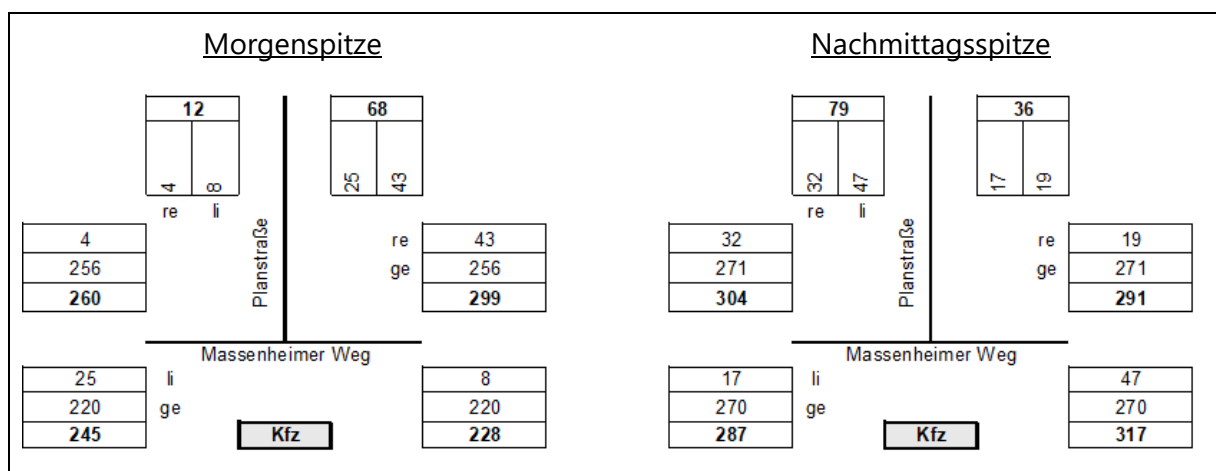 Morgenspitze Nachmittagsspitze
12 68 79 36
4 8 25 43 32 47 17 19
re li re li
4 re 43 32 re 19
256 ge 256 271 ge 271
260 299 304 291
Planstraße Planstraße
Massenheimer Weg Massenheimer Weg
25 li 8 17 li 47
220 ge 220 270 ge 270
245 Kfz 228 287 Kfz 317